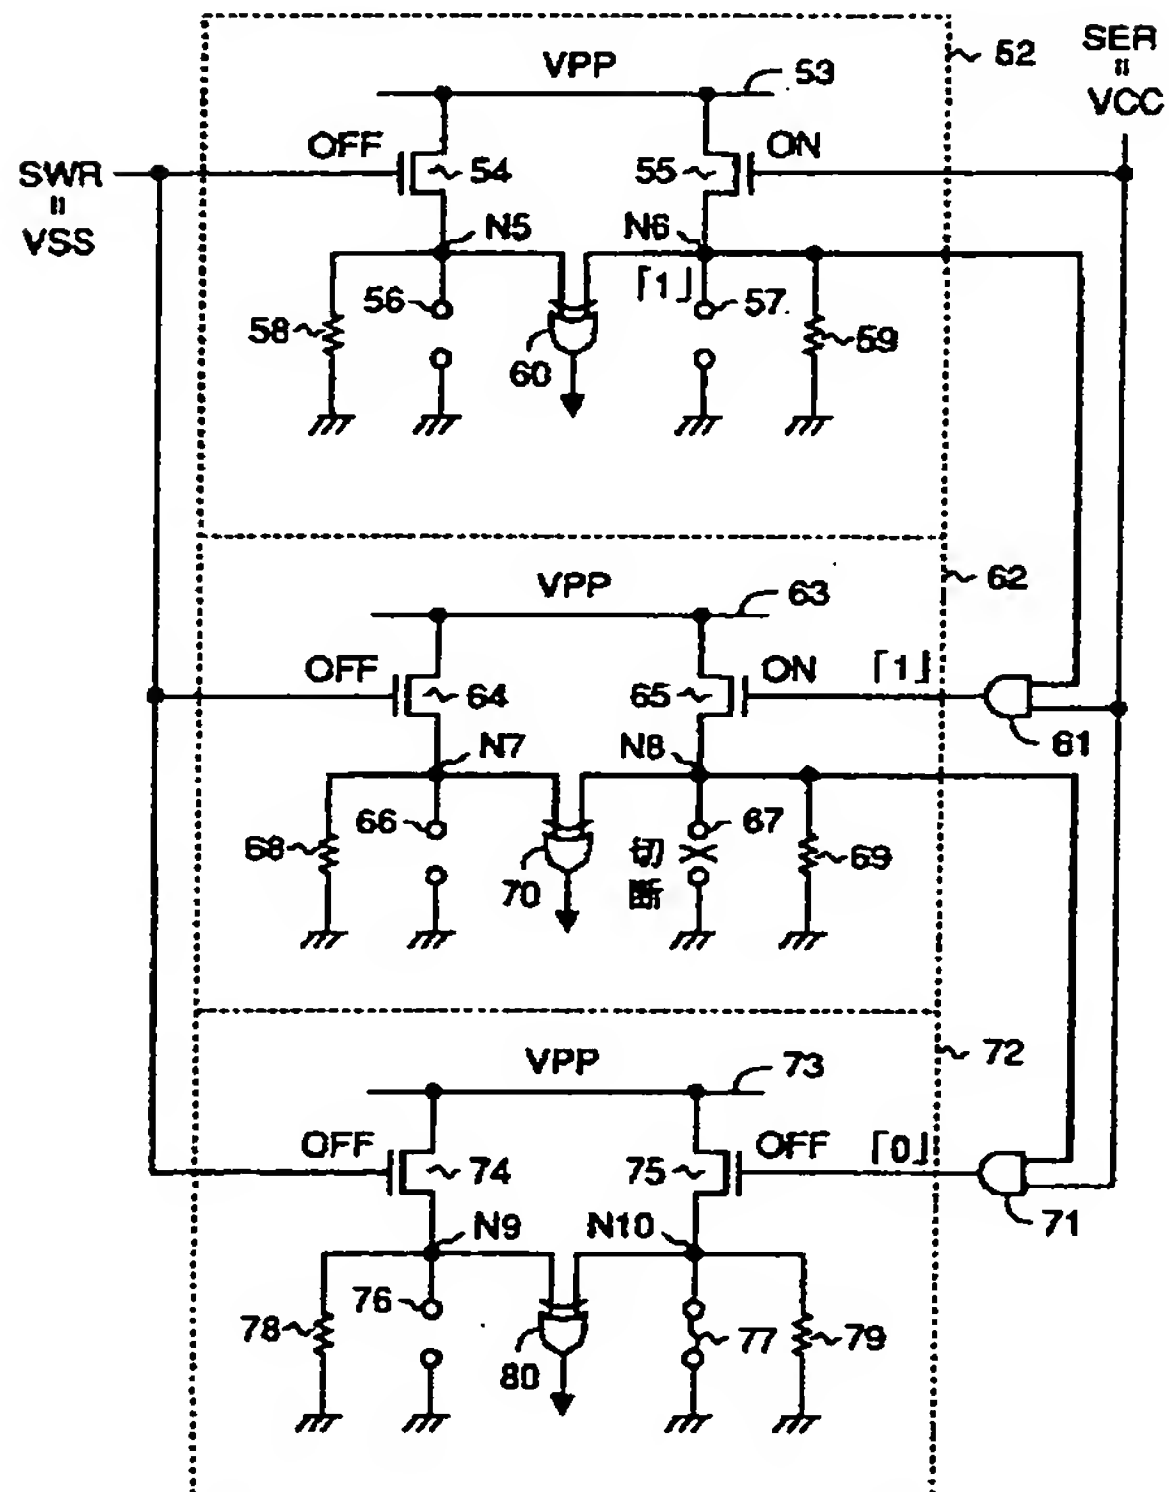 VPP
53
52
SER
=
VCC
OFF
54
55
ON
SWR
=
VSS
N5
N6
「1」
56
57
58
59
60
VPP
63
62
OFF
64
65
ON
「1」
61
N7
N8
66
67
68
切
断
69
70
VPP
73
72
OFF
74
75
OFF
「0」
71
N9
N10
76
77
78
79
80